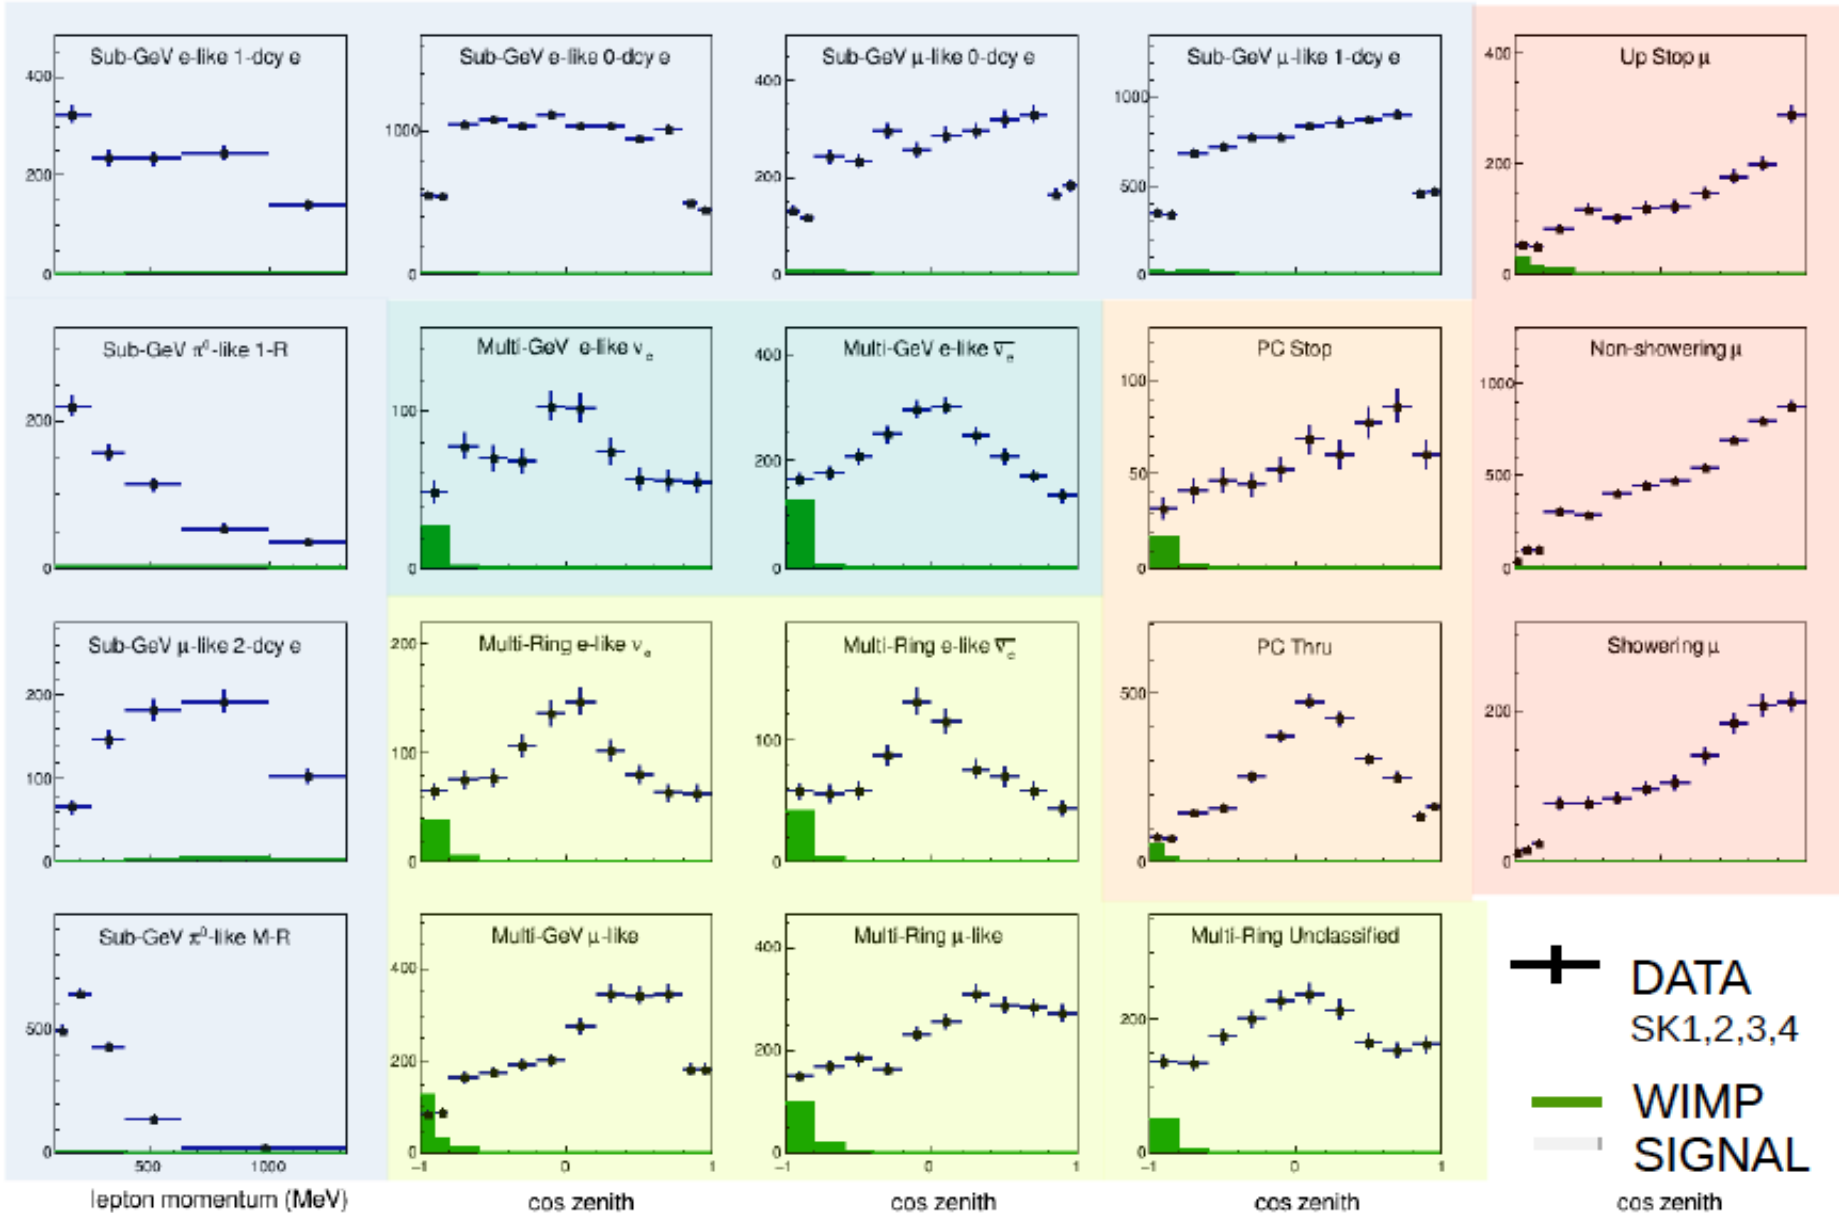 Sub-GeV e-like 1-dcy e
400
200
0
Sub-GeV e-like 0-dcy e
1000
0
Sub-GeV μ-like 0-dcy e
400
200
0
Sub-GeV μ-like 1-dcy e
1000
500
0
Up Stop μ
400
200
0
Sub-GeV π⁰-like 1-R
200
0
Multi-GeV e-like νₑ
100
0
Multi-GeV e-like ν̅ₑ
400
200
0
PC Stop
100
50
0
Non-showering μ
1000
500
0
Sub-GeV μ-like 2-dcy e
200
100
0
Multi-Ring e-like νₑ
200
100
0
Multi-Ring e-like ν̅ₑ
100
0
PC Thru
500
0
Showering μ
200
0
Sub-GeV π⁰-like M-R
500
0
500 1000
lepton momentum (MeV)
Multi-GeV μ-like
400
200
0
-1 0 1
cos zenith
Multi-Ring μ-like
400
200
0
-1 0 1
cos zenith
Multi-Ring Unclassified
200
0
-1 0 1
cos zenith
DATA
SK1,2,3,4
WIMP
SIGNAL
cos zenith